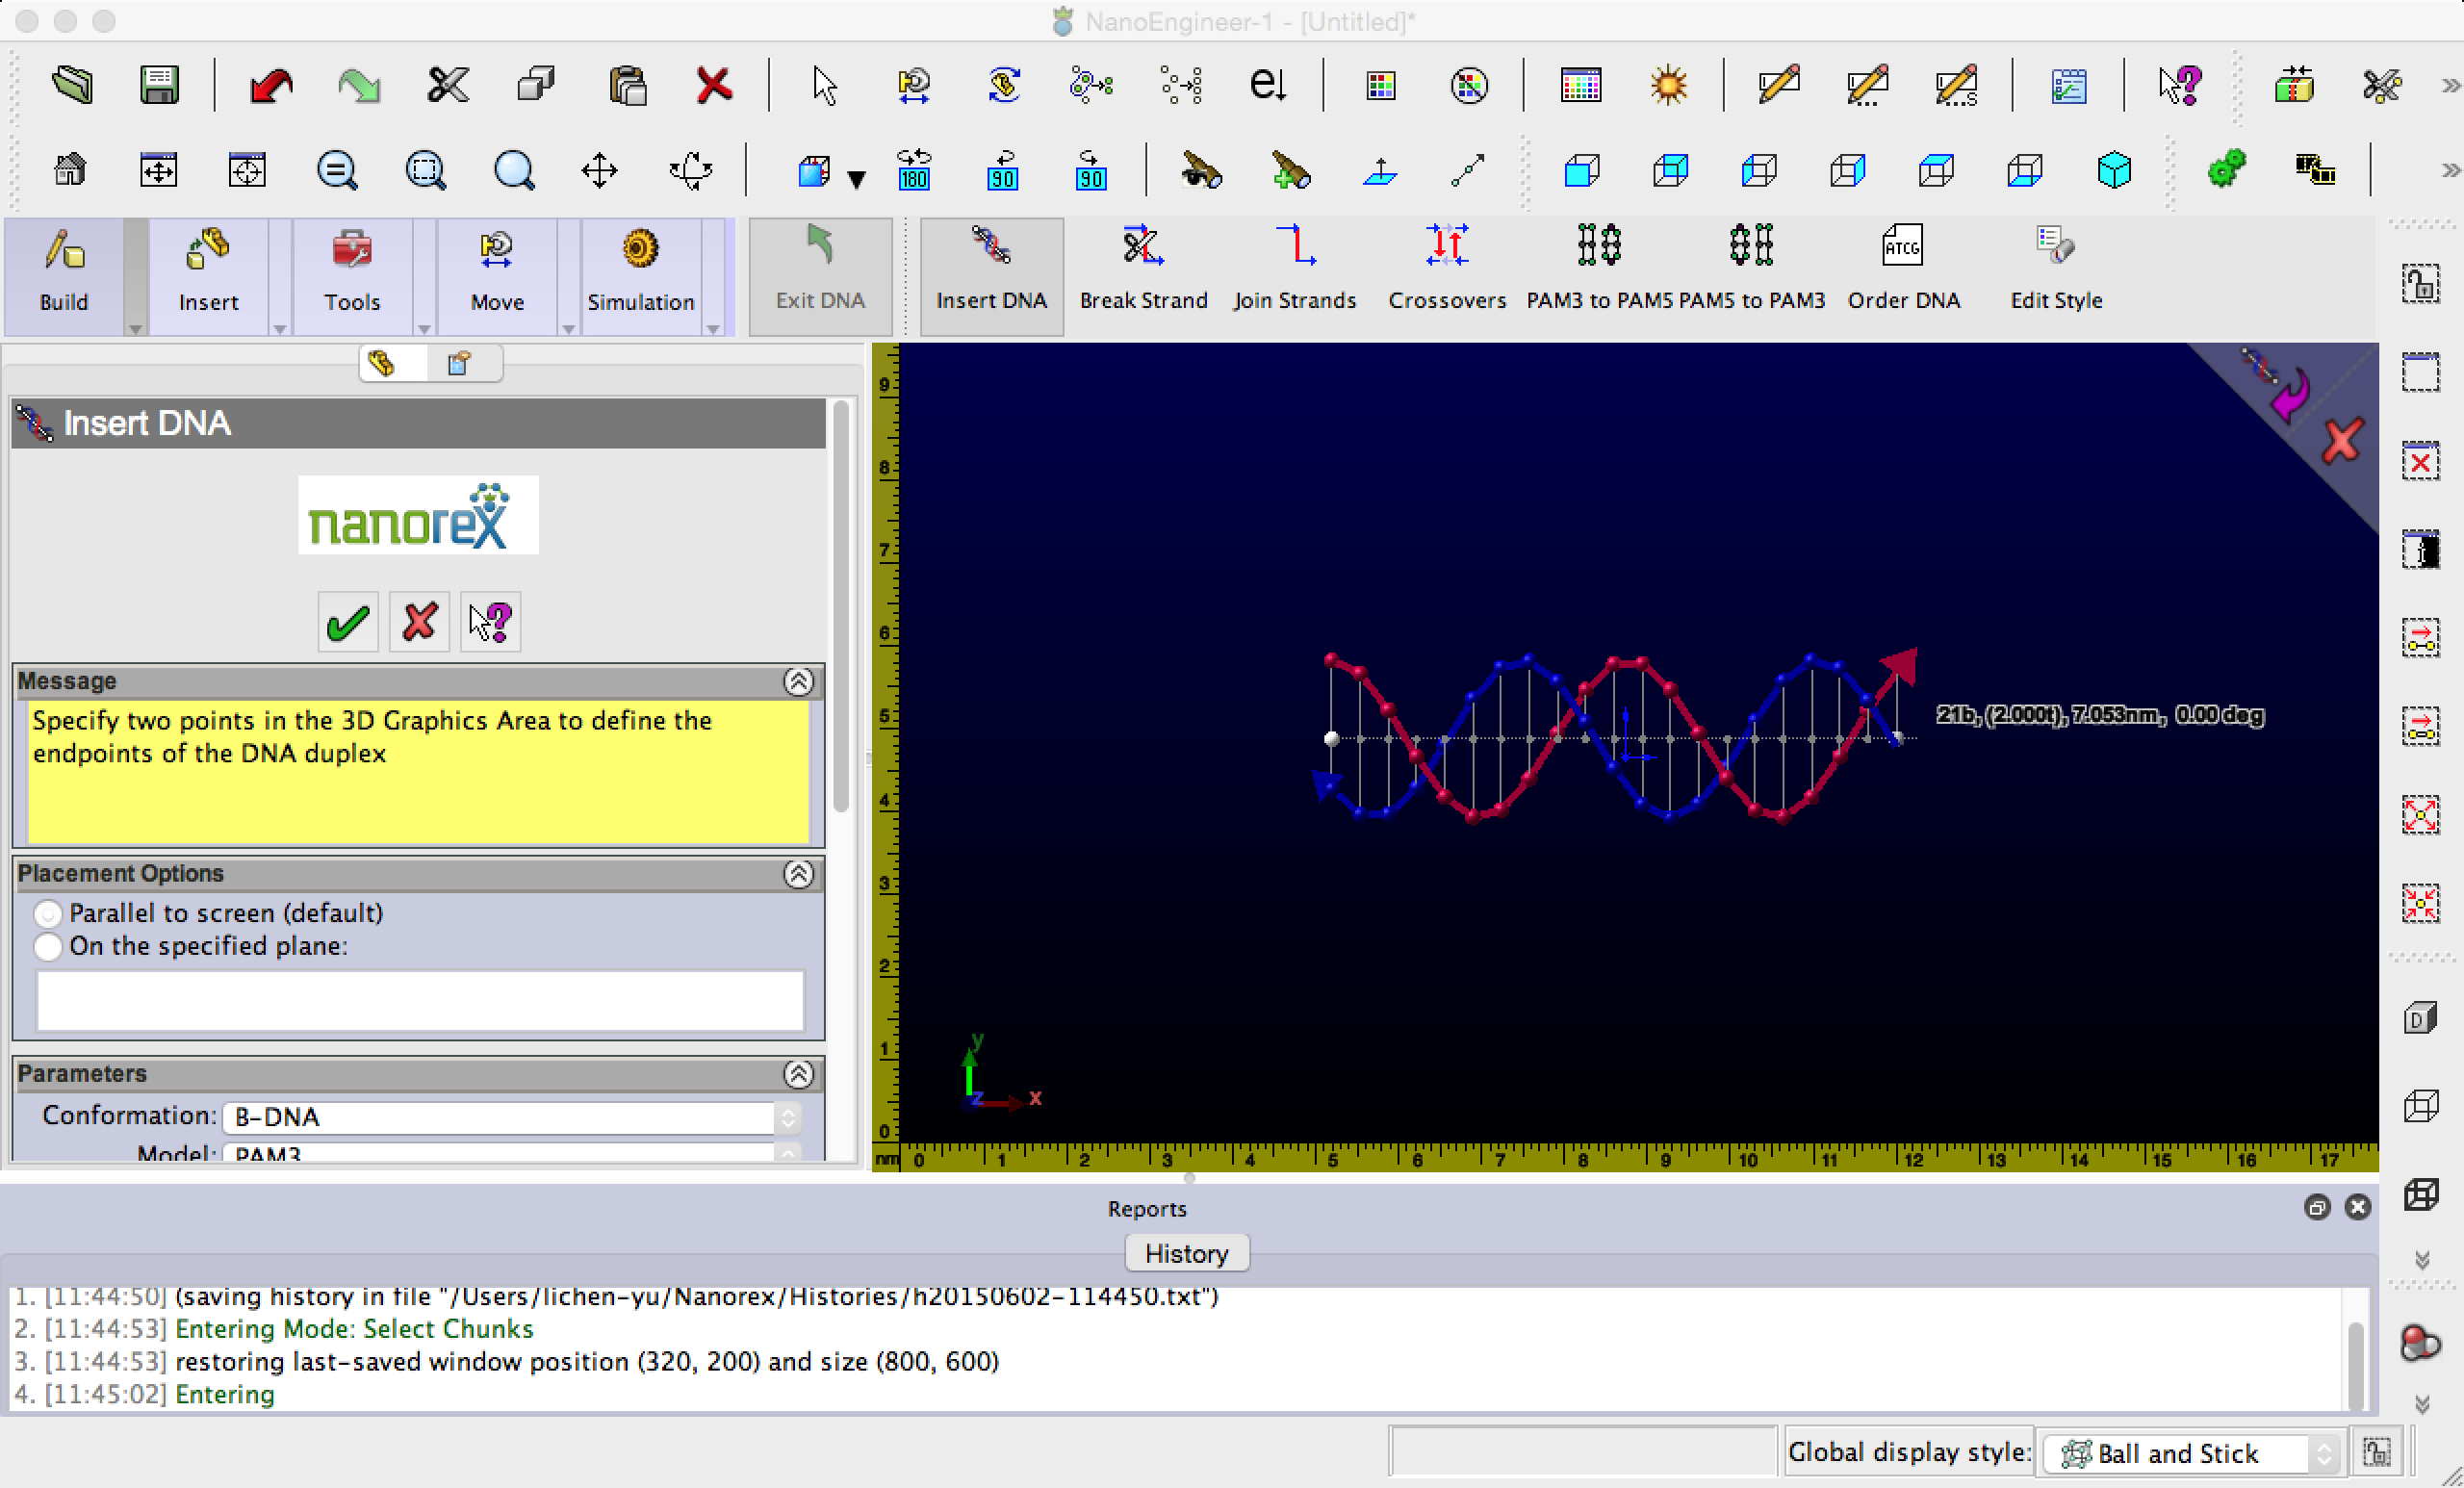 NanoEngineer-1 - [Untitled]*
e↓
180 90 90
Build Insert Tools Move Simulation Exit DNA Insert DNA Break Strand Join Strands Crossovers PAM3 to PAM5 PAM5 to PAM3 Order DNA Edit Style
ATCG
Insert DNA
nanorex
Message
Specify two points in the 3D Graphics Area to define the
endpoints of the DNA duplex
Placement Options
Parallel to screen (default)
On the specified plane:
Parameters
Conformation: B-DNA
Model: PAM3
9
8
7
6
5
4
3
2
1
0
21b, (2.000t), 7.053nm, 0.00 deg
y
z x
nm 0 1 2 3 4 5 6 7 8 9 10 11 12 13 14 15 16 17
D
Reports
History
1. [11:44:50] (saving history in file "/Users/lichen-yu/Nanorex/Histories/h20150602-114450.txt")
2. [11:44:53] Entering Mode: Select Chunks
3. [11:44:53] restoring last-saved window position (320, 200) and size (800, 600)
4. [11:45:02] Entering
Global display style: Ball and Stick